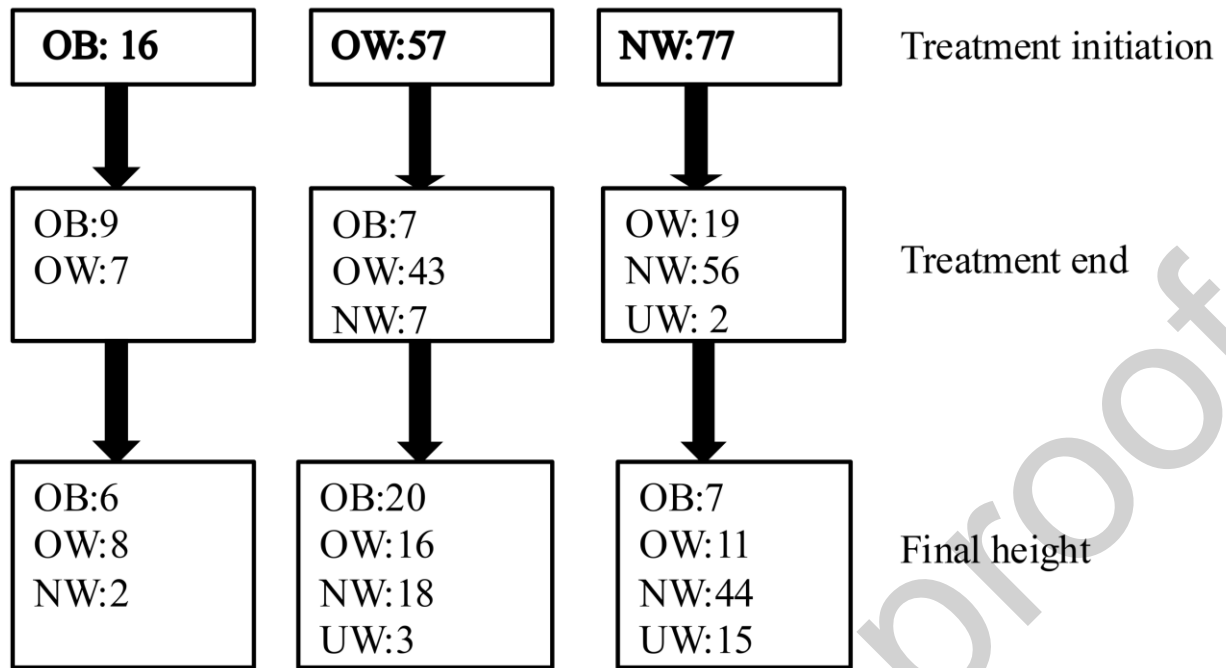 OB: 16
OW:57
NW:77
Treatment initiation
OB:9
OW:7
OB:7
OW:43
NW:7
OW:19
NW:56
UW: 2
Treatment end
OB:6
OW:8
NW:2
OB:20
OW:16
NW:18
UW:3
OB:7
OW:11
NW:44
UW:15
Final height
proof